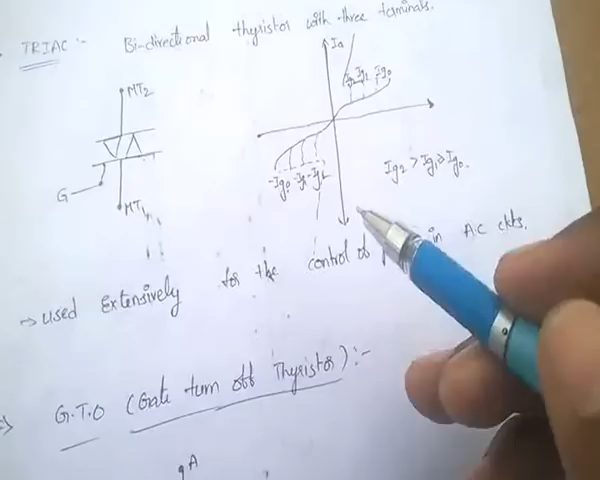 TRIAC :- Bi-directional thyristor with three terminals.
Ia
MT2
Ig2 Ig1 Ig0
G
MT1
-Ig0 -Ig1 -Ig2
Ig2 > Ig1 > Ig0.
→ used Extensively for the control of in A.C ckts.
G.T.O (Gate turn off Thyristor) :-
A